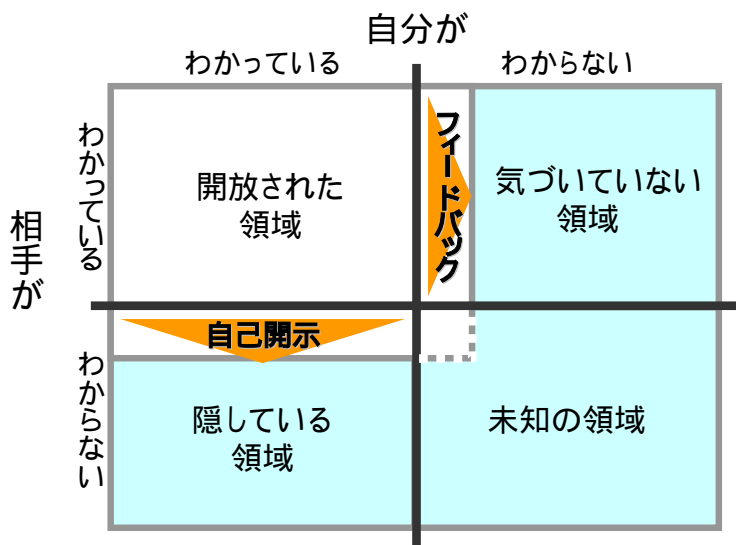 自分が
わかっている
わからない
相手が
わかっている
開放された
領域
フィードバック
気づいていない
領域
自己開示
わからない
隠している
領域
未知の領域